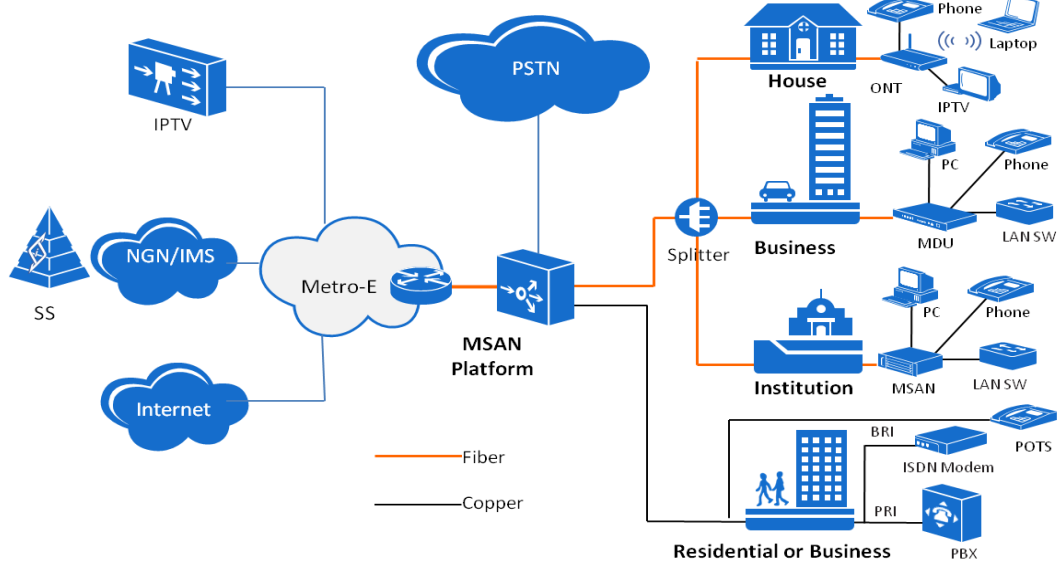 Phone
Laptop
PSTN
House
ONT
IPTV
IPTV
PC
Phone
NGN/IMS
Splitter
Business
MDU
LAN SW
Metro-E
SS
MSAN
Platform
PC
Phone
Institution
MSAN
LAN SW
Internet
BRI
POTS
Fiber
ISDN Modem
Copper
PRI
Residential or Business
PBX